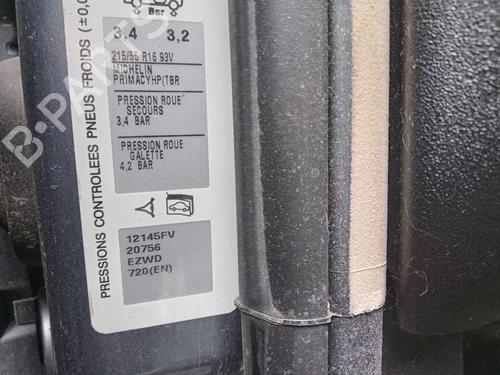 Bar
3,4 3,2
215/55 R16 93V
MICHELIN
PRIMACYHP(TBR
PRESSION ROUE
SECOURS
3,4 BAR
PRESSION ROUE
GALETTE
4,2 BAR
12145FV
20756
EZWD
720(EN)
PRESSIONS CONTROLEES PNEUS FROIDS (±0,0
B-PARTS